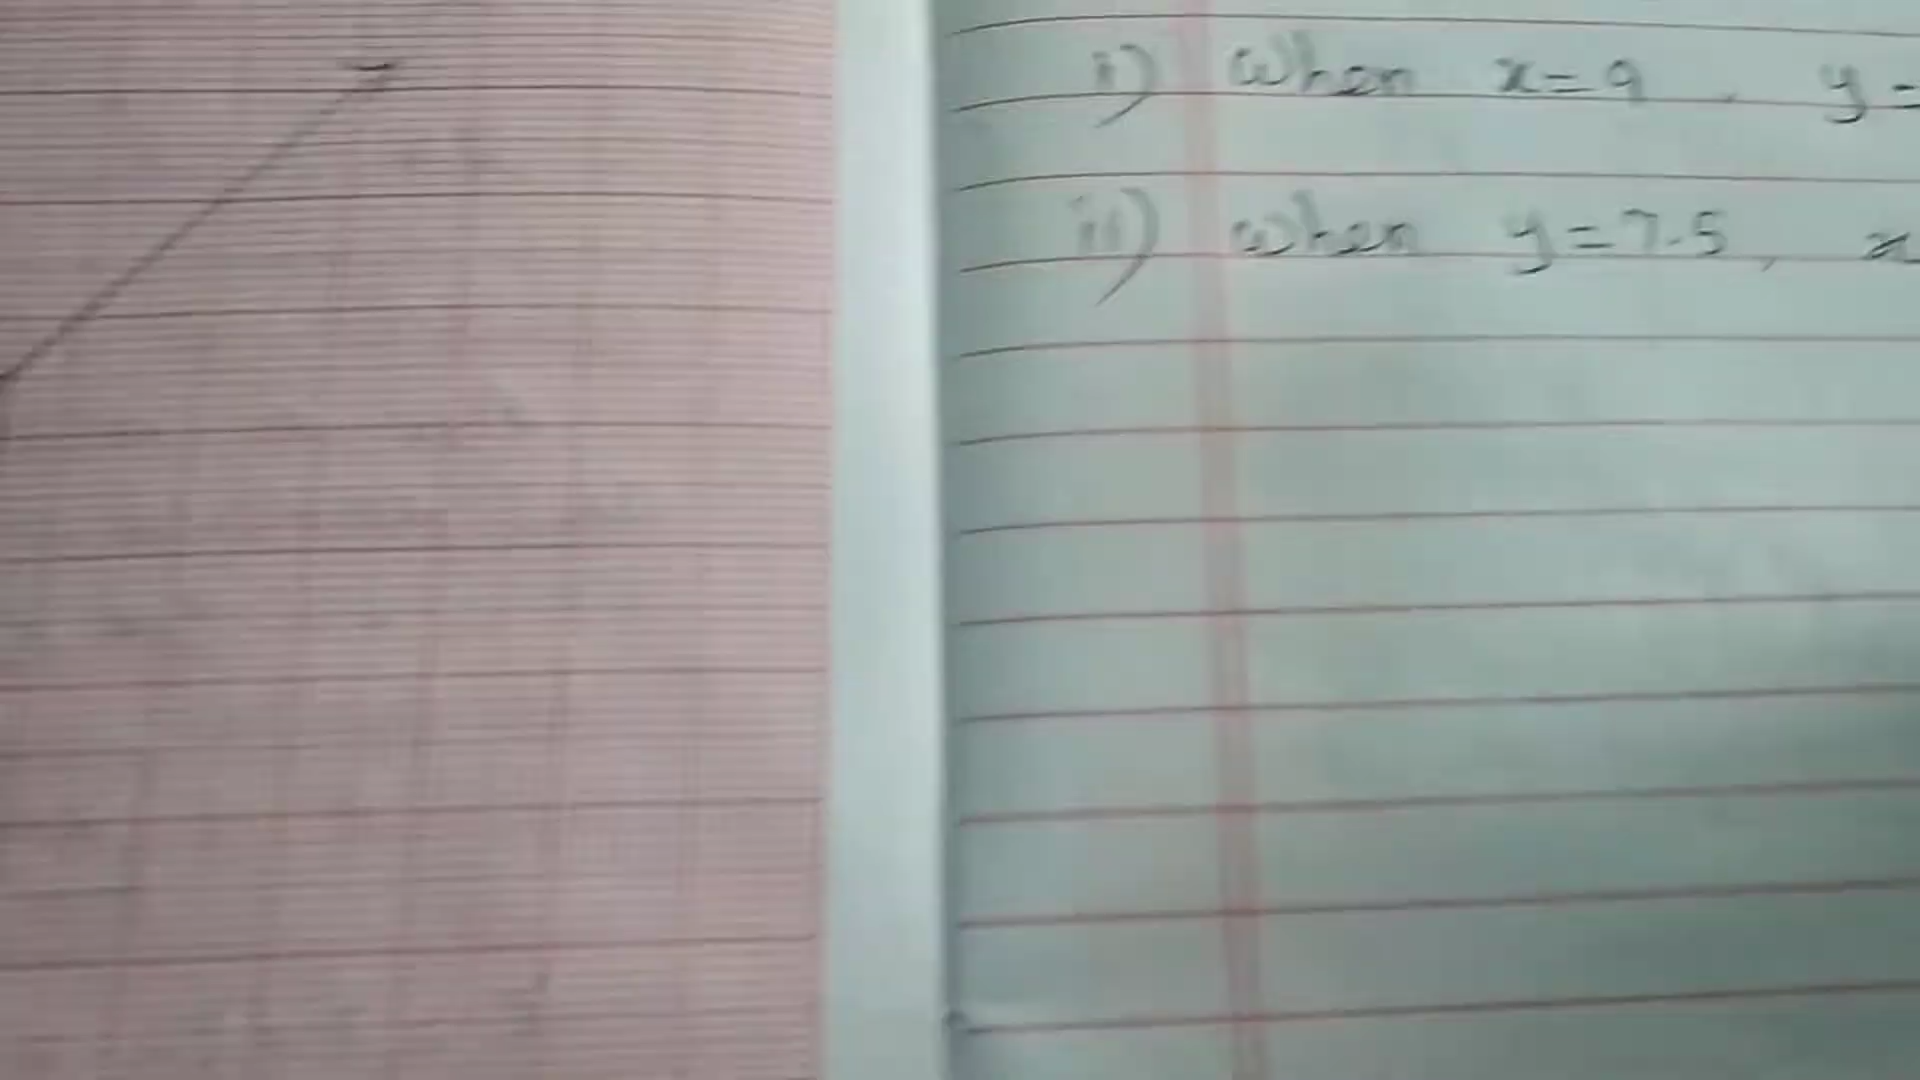 i) When x = 9, y =
ii) When y = 7.5, x